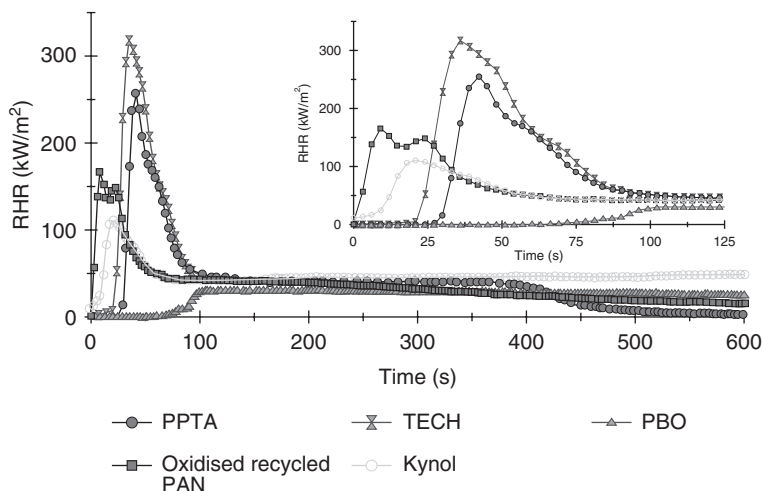 300
200
100
0
RHR (kW/m²)
0
100
200
300
400
500
600
Time (s)
300
200
100
0
RHR (kW/m²)
0
25
50
75
100
125
Time (s)
PPTA
TECH
PBO
Oxidised recycled
PAN
Kynol